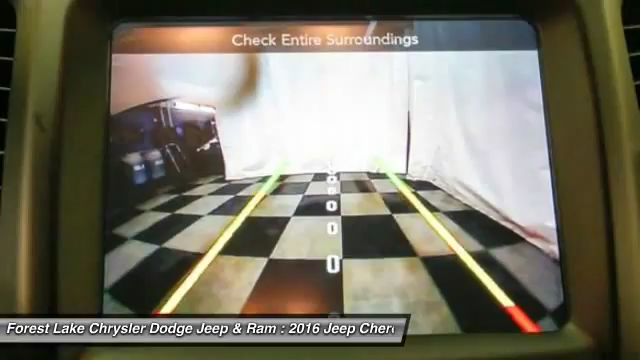 Check Entire Surroundings
Forest Lake Chrysler Dodge Jeep & Ram : 2016 Jeep Cher